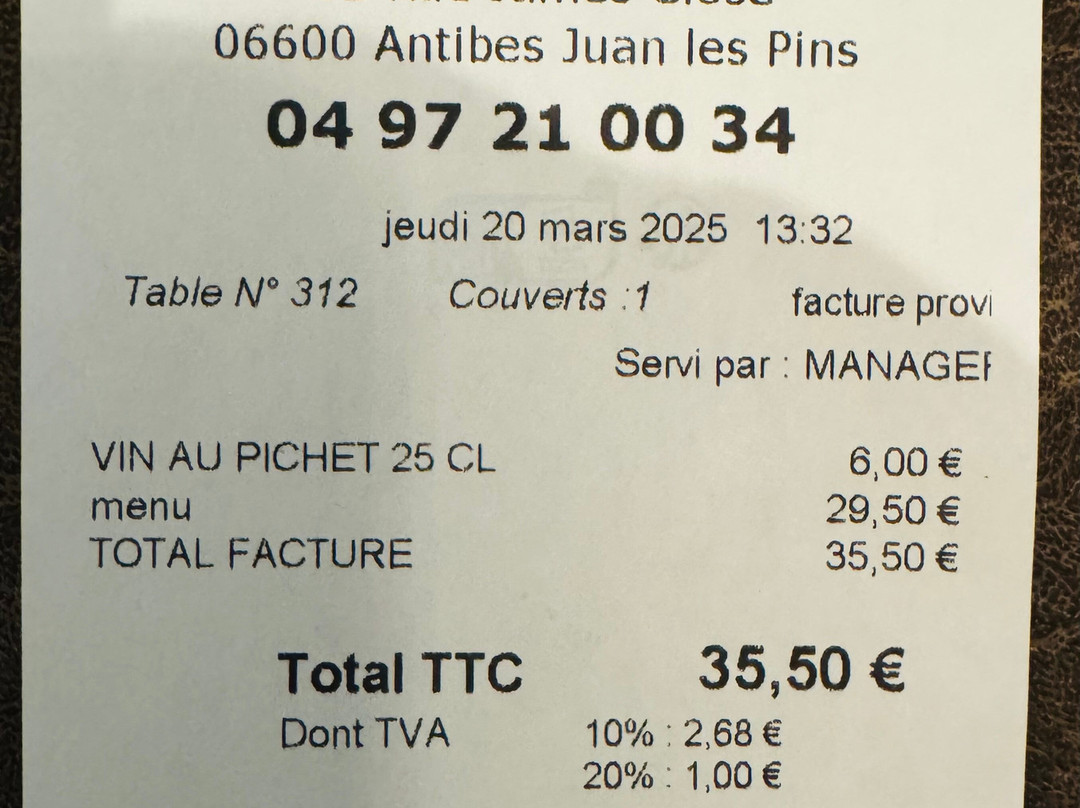 06600 Antibes Juan les Pins
04 97 21 00 34
jeudi 20 mars 2025 13:32
Table N° 312 Couverts :1 facture provi
Servi par : MANAGER
VIN AU PICHET 25 CL 6,00 €
menu 29,50 €
TOTAL FACTURE 35,50 €
Total TTC 35,50 €
Dont TVA 10% : 2,68 €
20% : 1,00 €